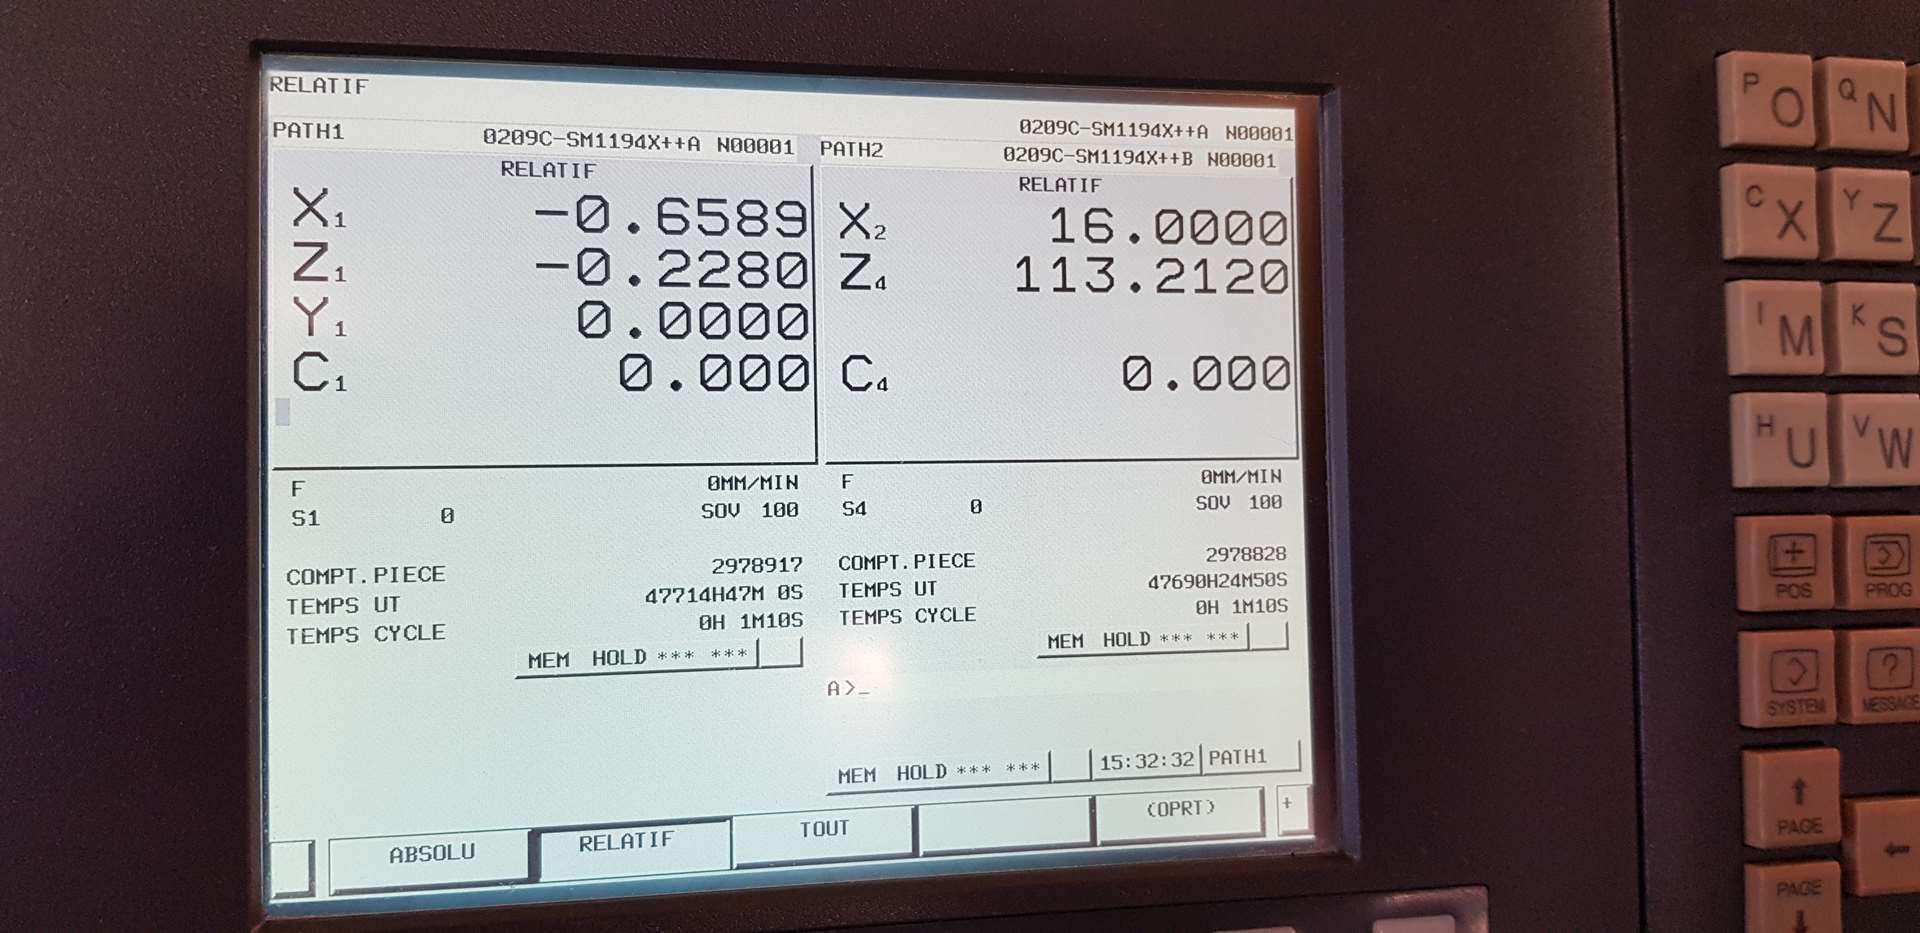 RELATIF
0209C-SM1194X++A N00001
PATH1 0209C-SM1194X++A N00001
RELATIF
X1 -0.6589
Z1 -0.2280
Y1 0.0000
C1 0.000
F 0MM/MIN
S1 0 SOV 100
COMPT.PIECE 2978917
TEMPS UT 47714H47M 0S
TEMPS CYCLE 0H 1M10S
MEM HOLD *** ***
PATH2 0209C-SM1194X++B N00001
RELATIF
X2 16.0000
Z4 113.2120
C4 0.000
F 0MM/MIN
S4 0 SOV 100
COMPT.PIECE 2978828
TEMPS UT 47690H24M50S
TEMPS CYCLE 0H 1M10S
MEM HOLD *** ***
A>_
MEM HOLD *** *** 15:32:32 PATH1
ABSOLU RELATIF TOUT (OPRT) +
P O Q N
C X Y Z
I M K S
H U V W
POS PROG
SYSTEM MESSAGE
↑ ←
PAGE
PAGE
↓